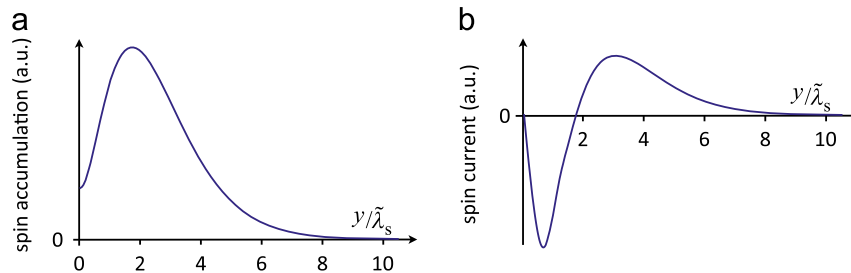 a
spin accumulation (a.u.)
0
y/λ̃s
0 2 4 6 8 10
b
spin current (a.u.)
0
y/λ̃s
2 4 6 8 10